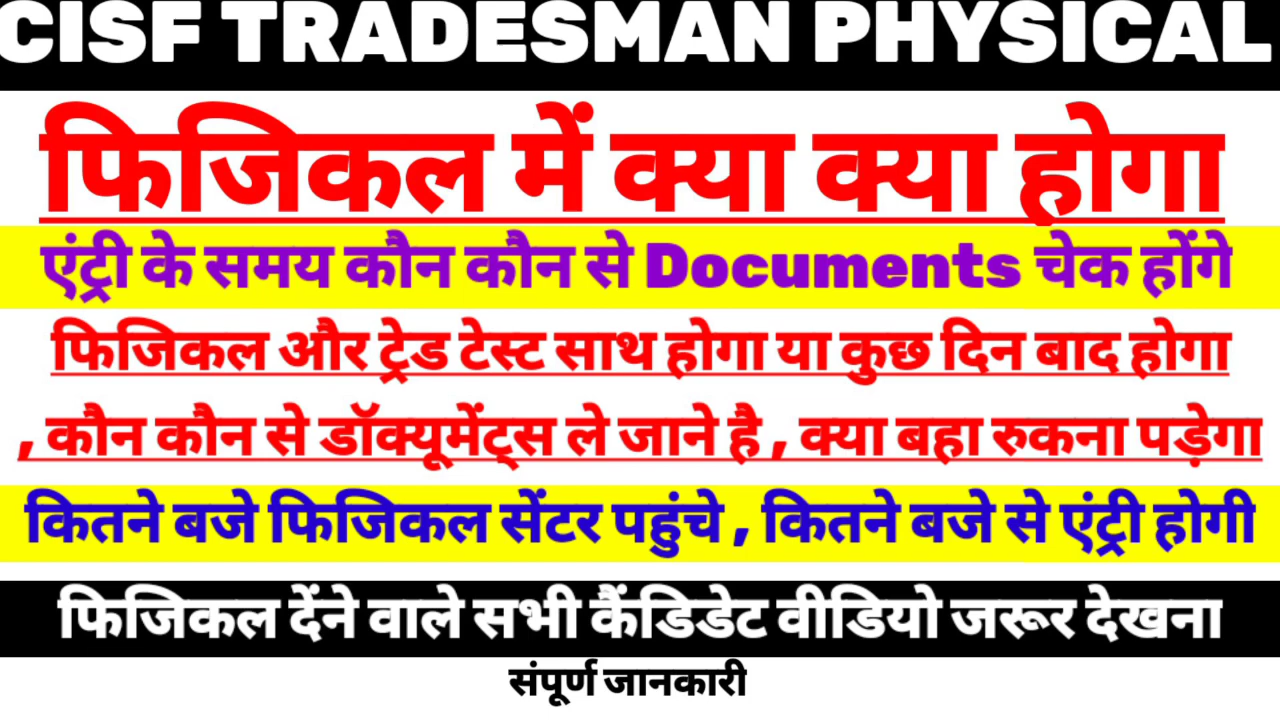 CISF TRADESMAN PHYSICAL
फिजिकल में क्या क्या होगा
एंट्री के समय कौन कौन से Documents चेक होंगे
फिजिकल और ट्रेड टेस्ट साथ होगा या कुछ दिन बाद होगा
, कौन कौन से डॉक्यूमेंट्स ले जाने है , क्या बहा रुकना पड़ेगा
कितने बजे फिजिकल सेंटर पहुंचे , कितने बजे से एंट्री होगी
फिजिकल देंने वाले सभी कैंडिडेट वीडियो जरूर देखना
संपूर्ण जानकारी